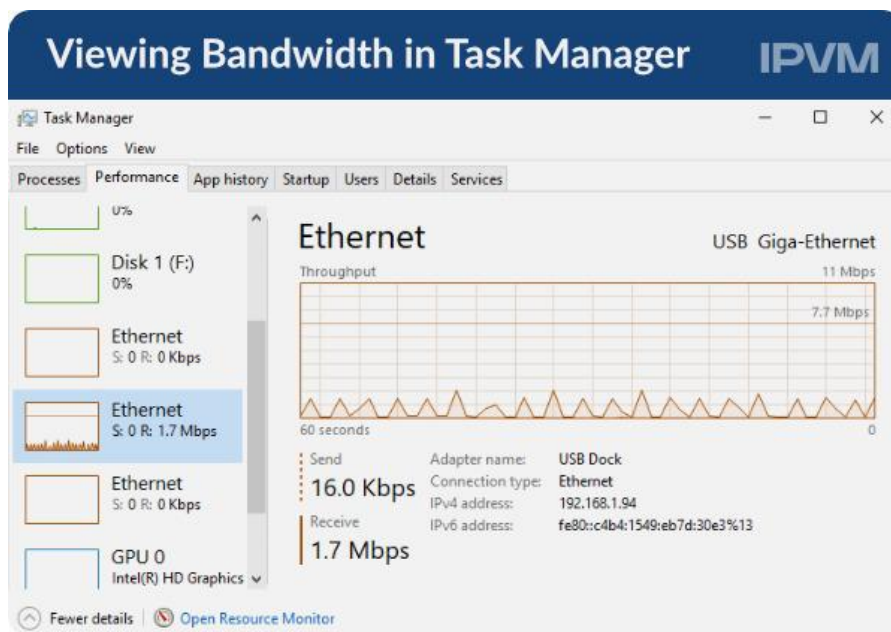 Viewing Bandwidth in Task Manager
IPVM
Task Manager
File Options View
Processes Performance App history Startup Users Details Services
0%
Disk 1 (F:)
0%
Ethernet
S: 0 R: 0 Kbps
Ethernet
S: 0 R: 1.7 Mbps
Ethernet
S: 0 R: 0 Kbps
GPU 0
Intel(R) HD Graphics
Ethernet
USB Giga-Ethernet
Throughput
11 Mbps
7.7 Mbps
60 seconds
0
Send
16.0 Kbps
Receive
1.7 Mbps
Adapter name: USB Dock
Connection type: Ethernet
IPv4 address: 192.168.1.94
IPv6 address: fe80::c4b4:1549:eb7d:30e3%13
Fewer details
Open Resource Monitor